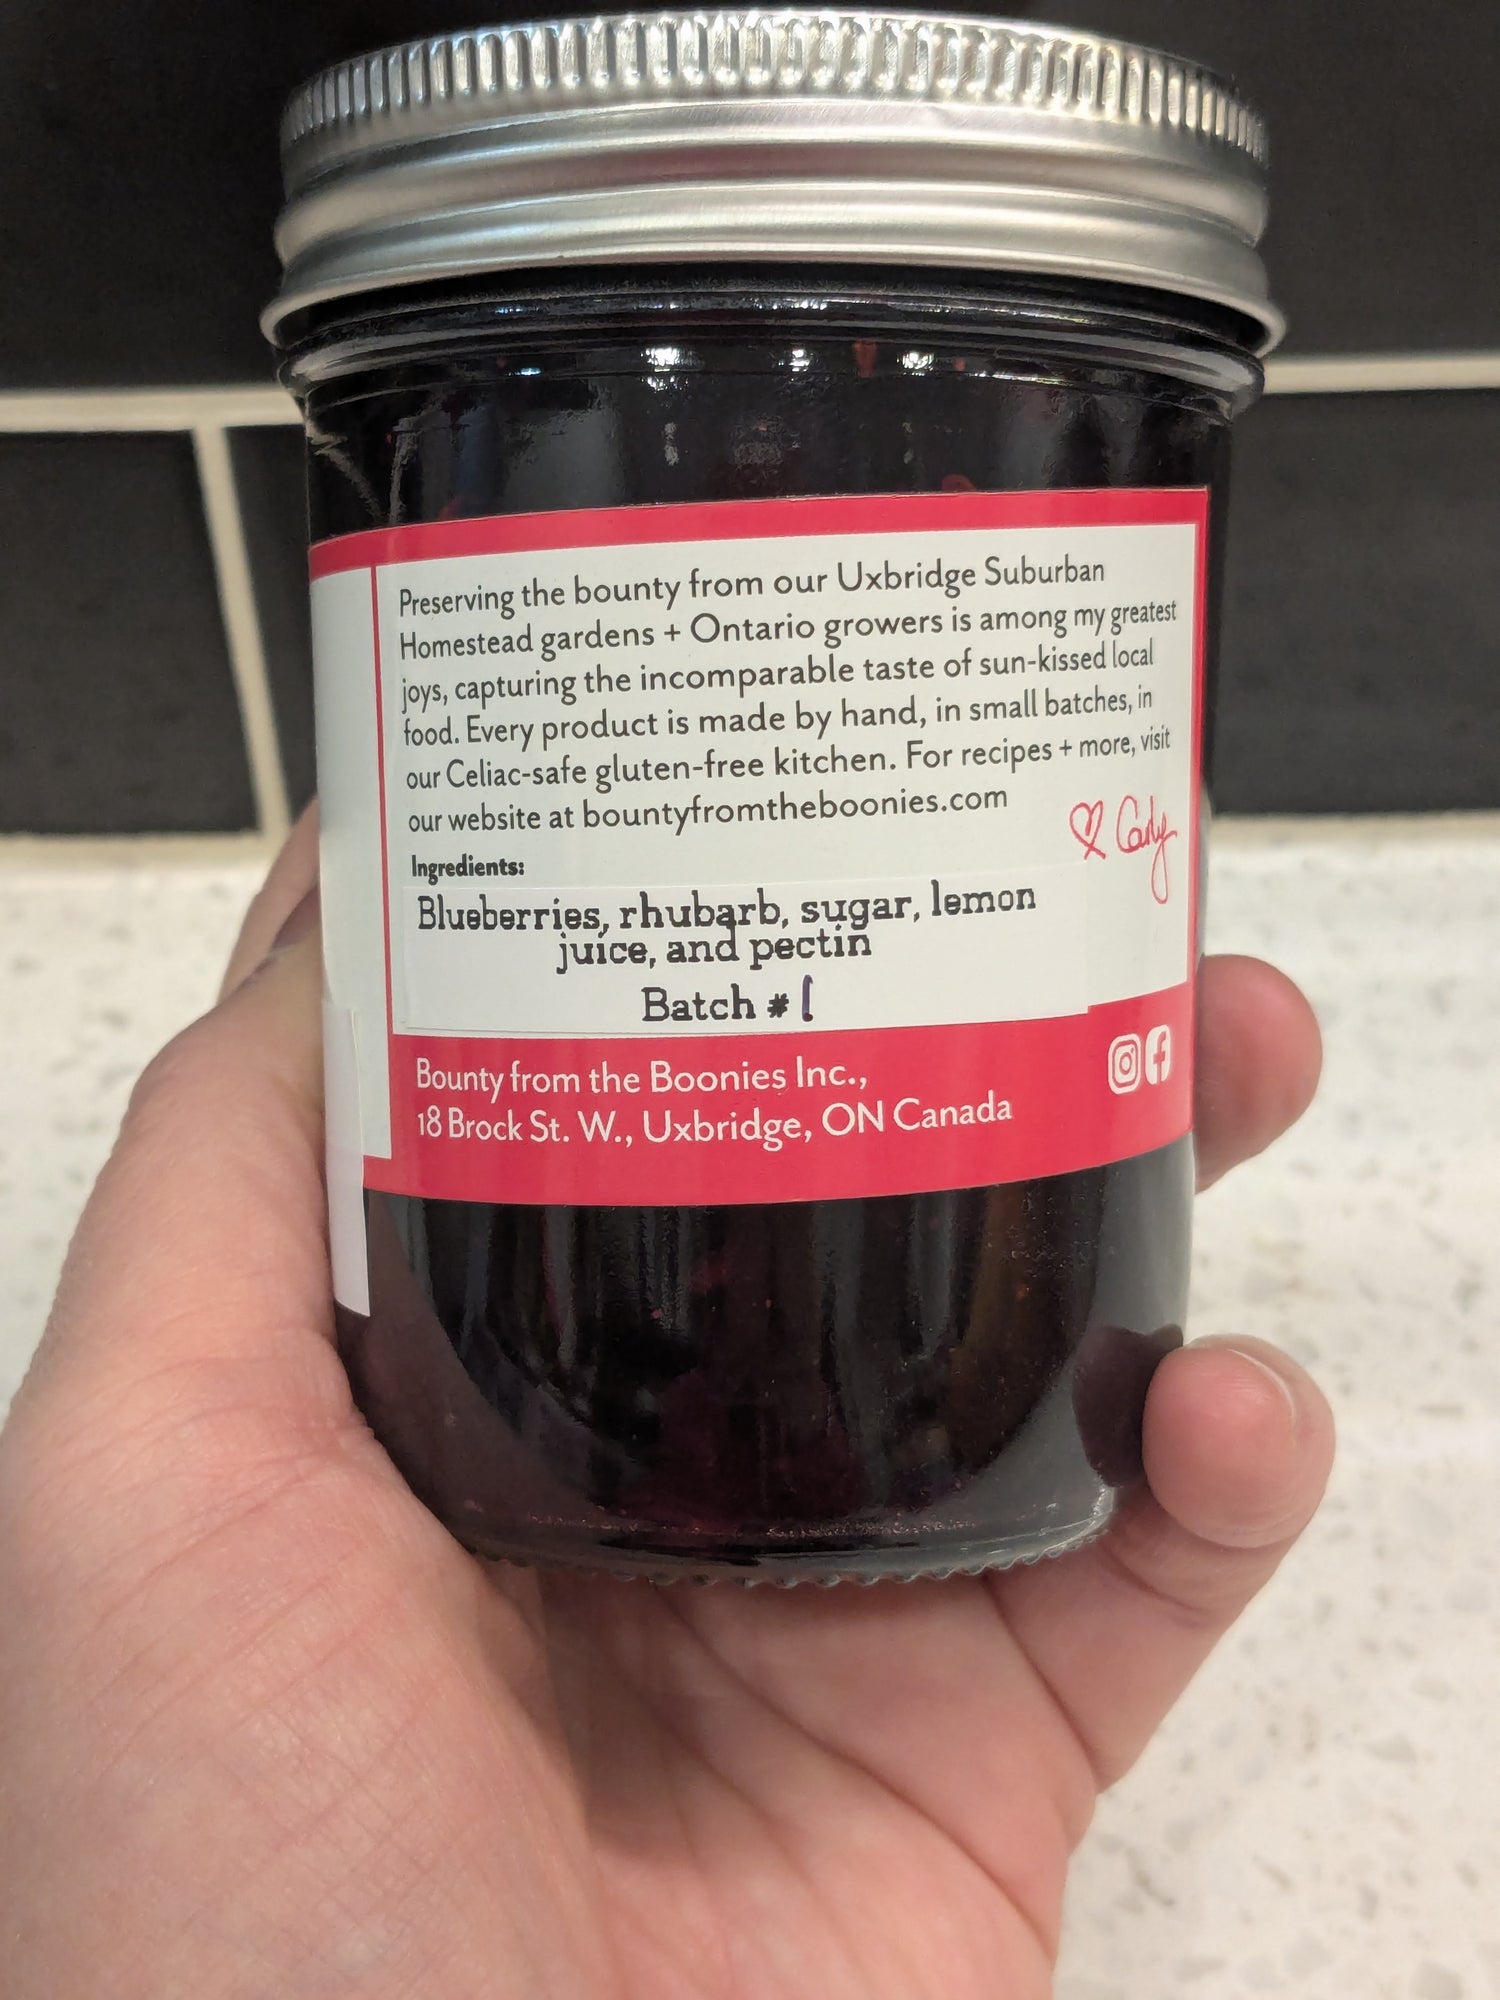 Preserving the bounty from our Uxbridge Suburban
Homestead gardens + Ontario growers is among my greatest
joys, capturing the incomparable taste of sun-kissed local
food. Every product is made by hand, in small batches, in
our Celiac-safe gluten-free kitchen. For recipes + more, visit
our website at bountyfromtheboonies.com
♡ Carly
Ingredients:
Blueberries, rhubarb, sugar, lemon
juice, and pectin
Batch # 1
Bounty from the Boonies Inc.,
18 Brock St. W., Uxbridge, ON Canada